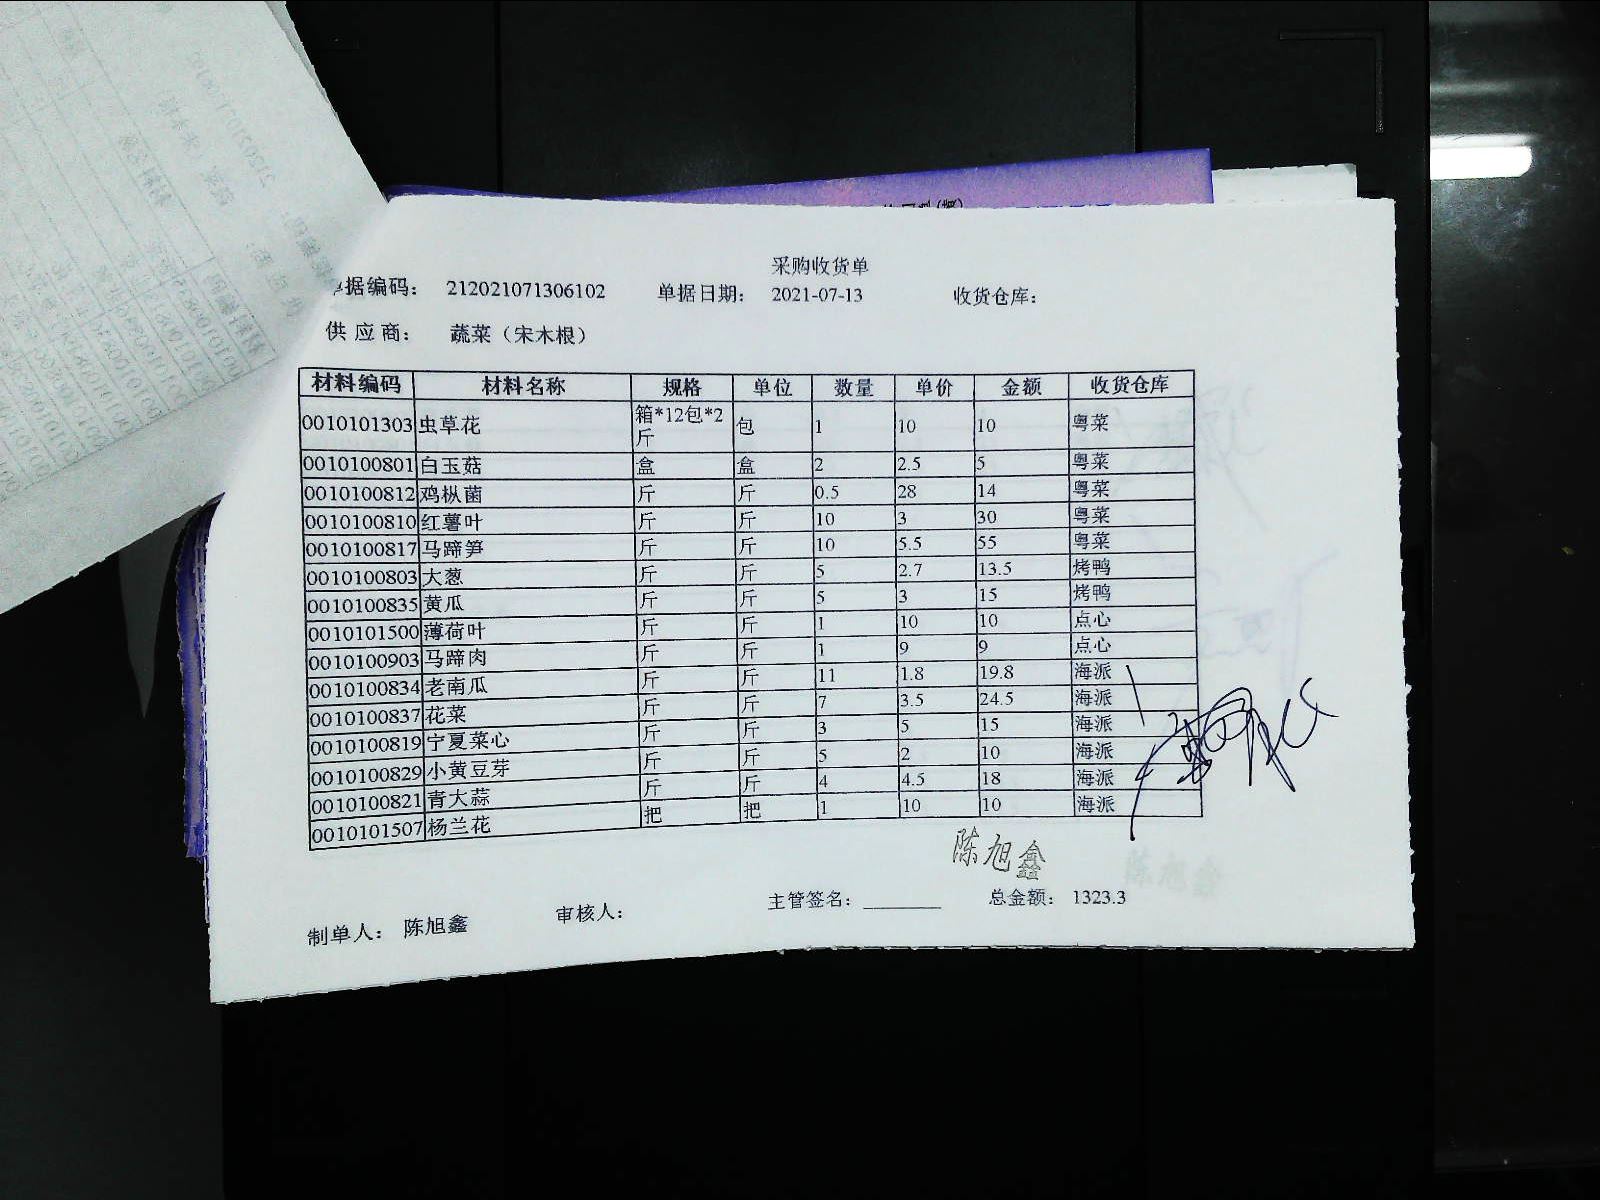 采购收货单
单据编码： 212021071306102 单据日期： 2021-07-13 收货仓库：
供 应 商： 蔬菜（宋木根）
材料编码 材料名称 规格 单位 数量 单价 金额 收货仓库
0010101303 虫草花 箱*12包*2斤 包 1 10 10 粤菜
0010100801 白玉菇 盒 盒 2 2.5 5 粤菜
0010100812 鸡枞菌 斤 斤 0.5 28 14 粤菜
0010100810 红薯叶 斤 斤 10 3 30 粤菜
0010100817 马蹄笋 斤 斤 10 5.5 55 粤菜
0010100803 大葱 斤 斤 5 2.7 13.5 烤鸭
0010100835 黄瓜 斤 斤 5 3 15 烤鸭
0010101500 薄荷叶 斤 斤 1 10 10 点心
0010100903 马蹄肉 斤 斤 1 9 9 点心
0010100834 老南瓜 斤 斤 11 1.8 19.8 海派
0010100837 花菜 斤 斤 7 3.5 24.5 海派
0010100819 宁夏菜心 斤 斤 3 5 15 海派
0010100829 小黄豆芽 斤 斤 5 2 10 海派
0010100821 青大蒜 斤 斤 4 4.5 18 海派
0010101507 杨兰花 把 把 1 10 10 海派
陈旭鑫
制单人： 陈旭鑫 审核人： 主管签名：________ 总金额： 1323.3